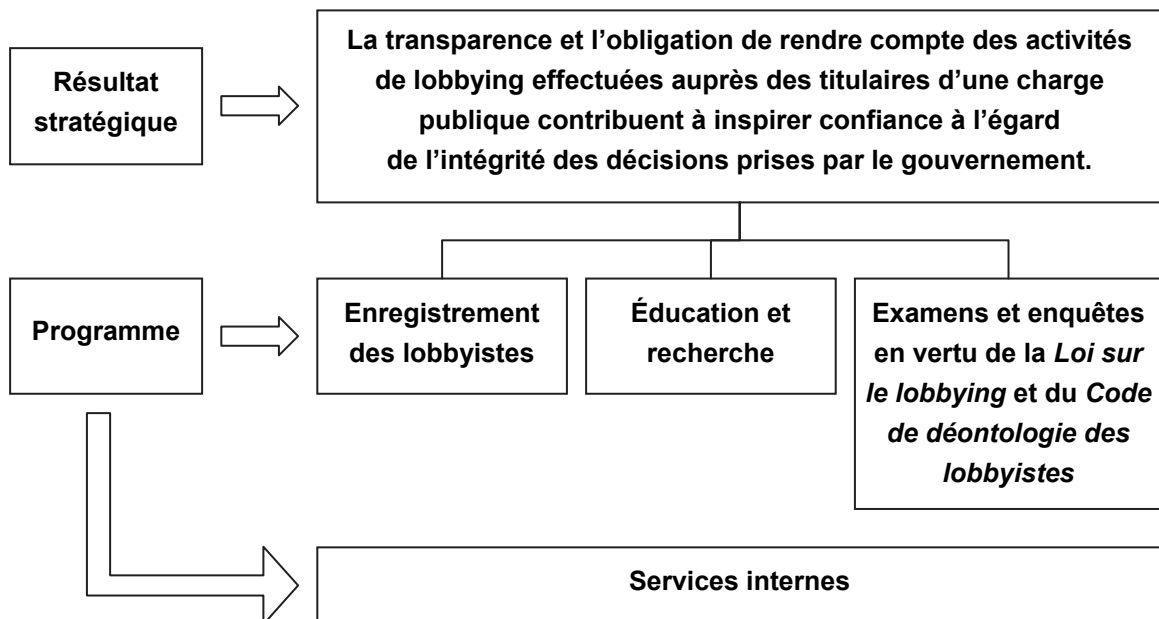 Résultat
stratégique
La transparence et l’obligation de rendre compte des activités
de lobbying effectuées auprès des titulaires d’une charge
publique contribuent à inspirer confiance à l’égard
de l’intégrité des décisions prises par le gouvernement.
Programme
Enregistrement
des lobbyistes
Éducation et
recherche
Examens et enquêtes
en vertu de la Loi sur
le lobbying et du Code
de déontologie des
lobbyistes
Services internes